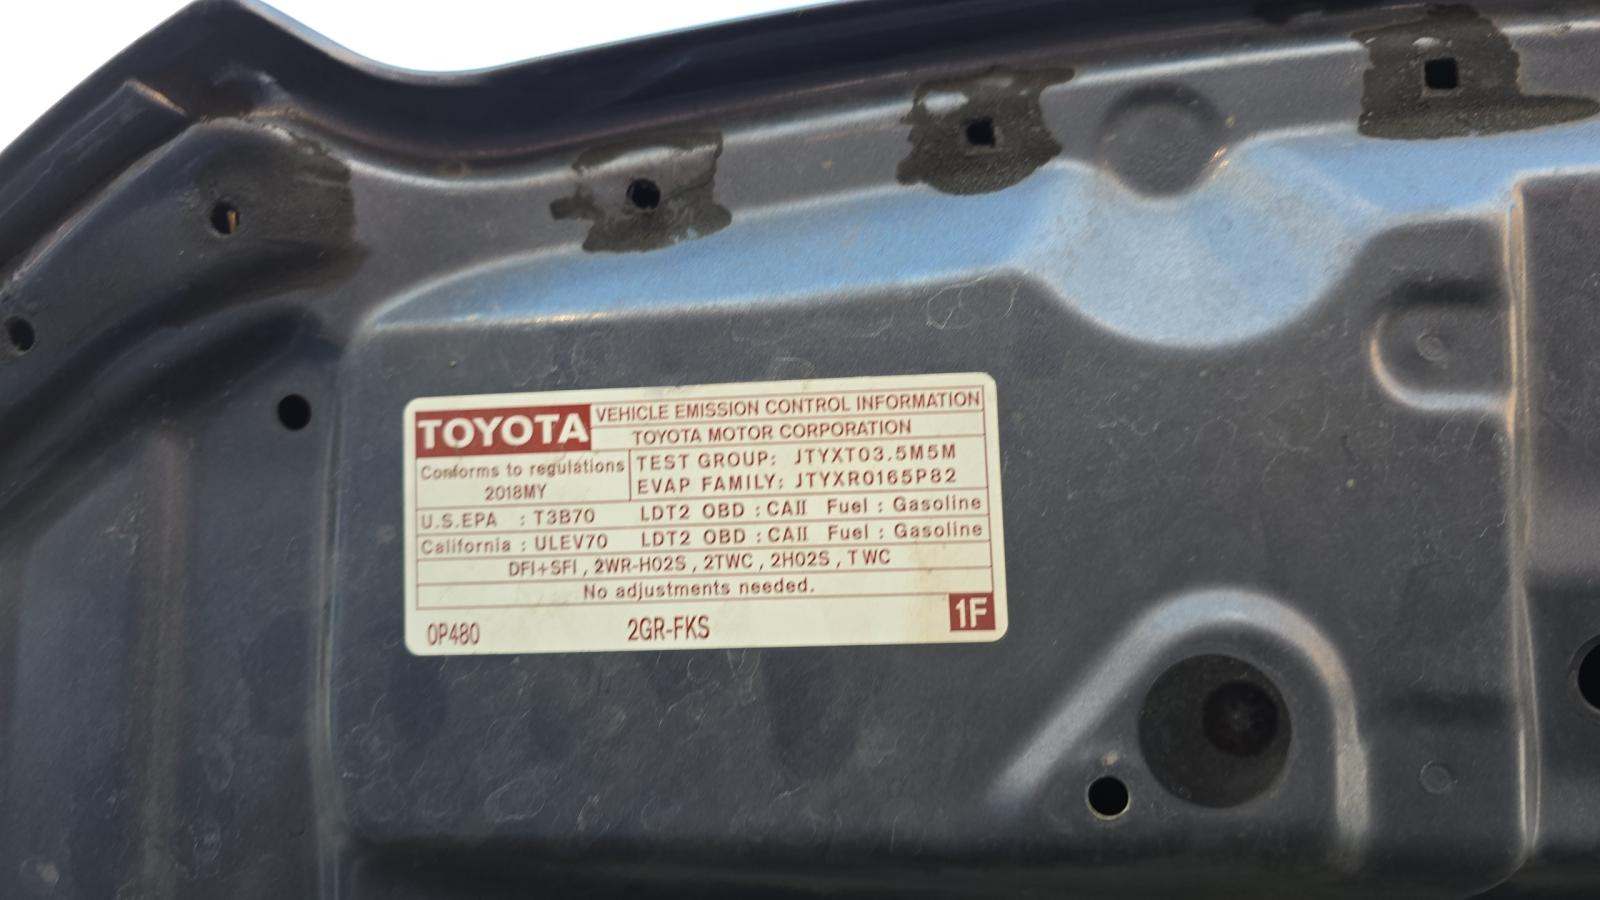 TOYOTA VEHICLE EMISSION CONTROL INFORMATION
TOYOTA MOTOR CORPORATION
Conforms to regulations
2018MY
TEST GROUP: JTYXT03.5M5M
EVAP FAMILY: JTYXR0165P82
U.S.EPA : T3B70 LDT2 OBD : CAII Fuel : Gasoline
California : ULEV70 LDT2 OBD : CAII Fuel : Gasoline
DFI+SFI , 2WR-HO2S , 2TWC , 2HO2S , TWC
No adjustments needed.
0P480 2GR-FKS 1F